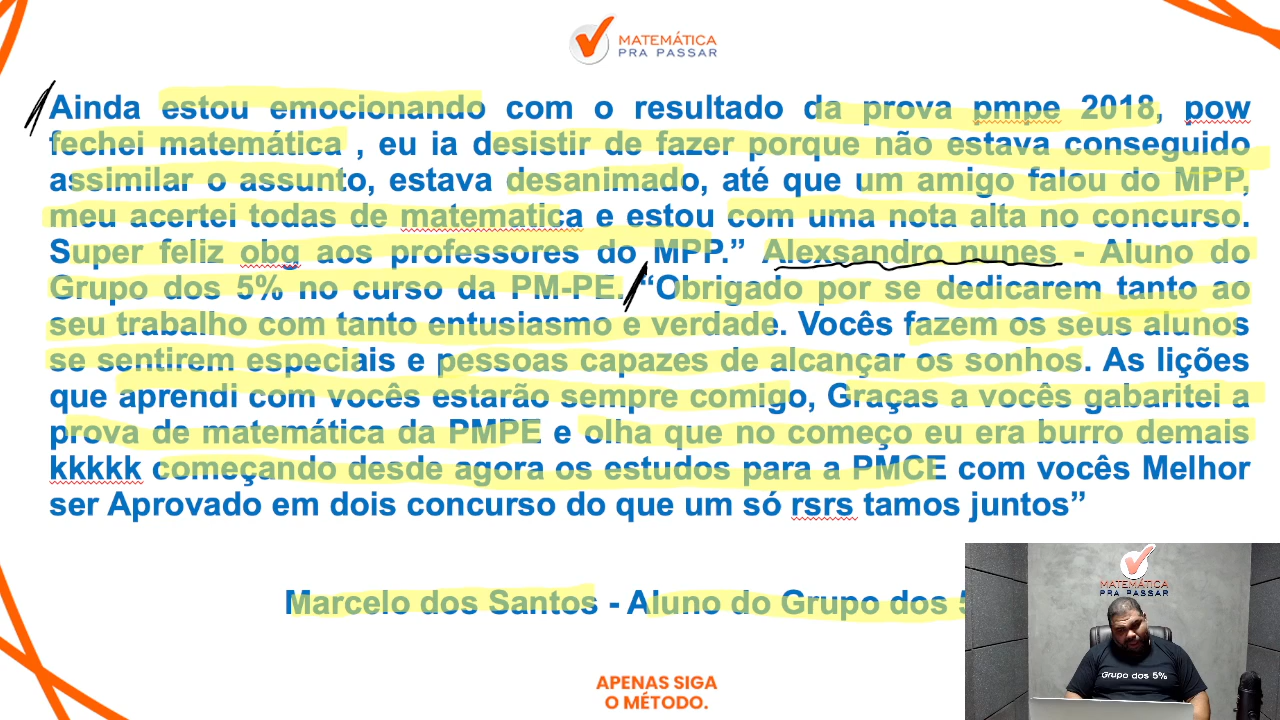 MATEMÁTICA
PRA PASSAR
Ainda estou emocionando com o resultado da prova pmpe 2018, pow
fechei matemática , eu ia desistir de fazer porque não estava conseguido
assimilar o assunto, estava desanimado, até que um amigo falou do MPP,
meu acertei todas de matematica e estou com uma nota alta no concurso.
Super feliz obg aos professores do MPP.” Alexsandro nunes - Aluno do
Grupo dos 5% no curso da PM-PE. “Obrigado por se dedicarem tanto ao
seu trabalho com tanto entusiasmo e verdade. Vocês fazem os seus alunos
se sentirem especiais e pessoas capazes de alcançar os sonhos. As lições
que aprendi com vocês estarão sempre comigo, Graças a vocês gabaritei a
prova de matemática da PMPE e olha que no começo eu era burro demais
kkkkk começando desde agora os estudos para a PMCE com vocês Melhor
ser Aprovado em dois concurso do que um só rsrs tamos juntos”
Marcelo dos Santos - Aluno do Grupo dos 5
MATEMÁTICA
PRA PASSAR
Grupo dos 5%
APENAS SIGA
O MÉTODO.